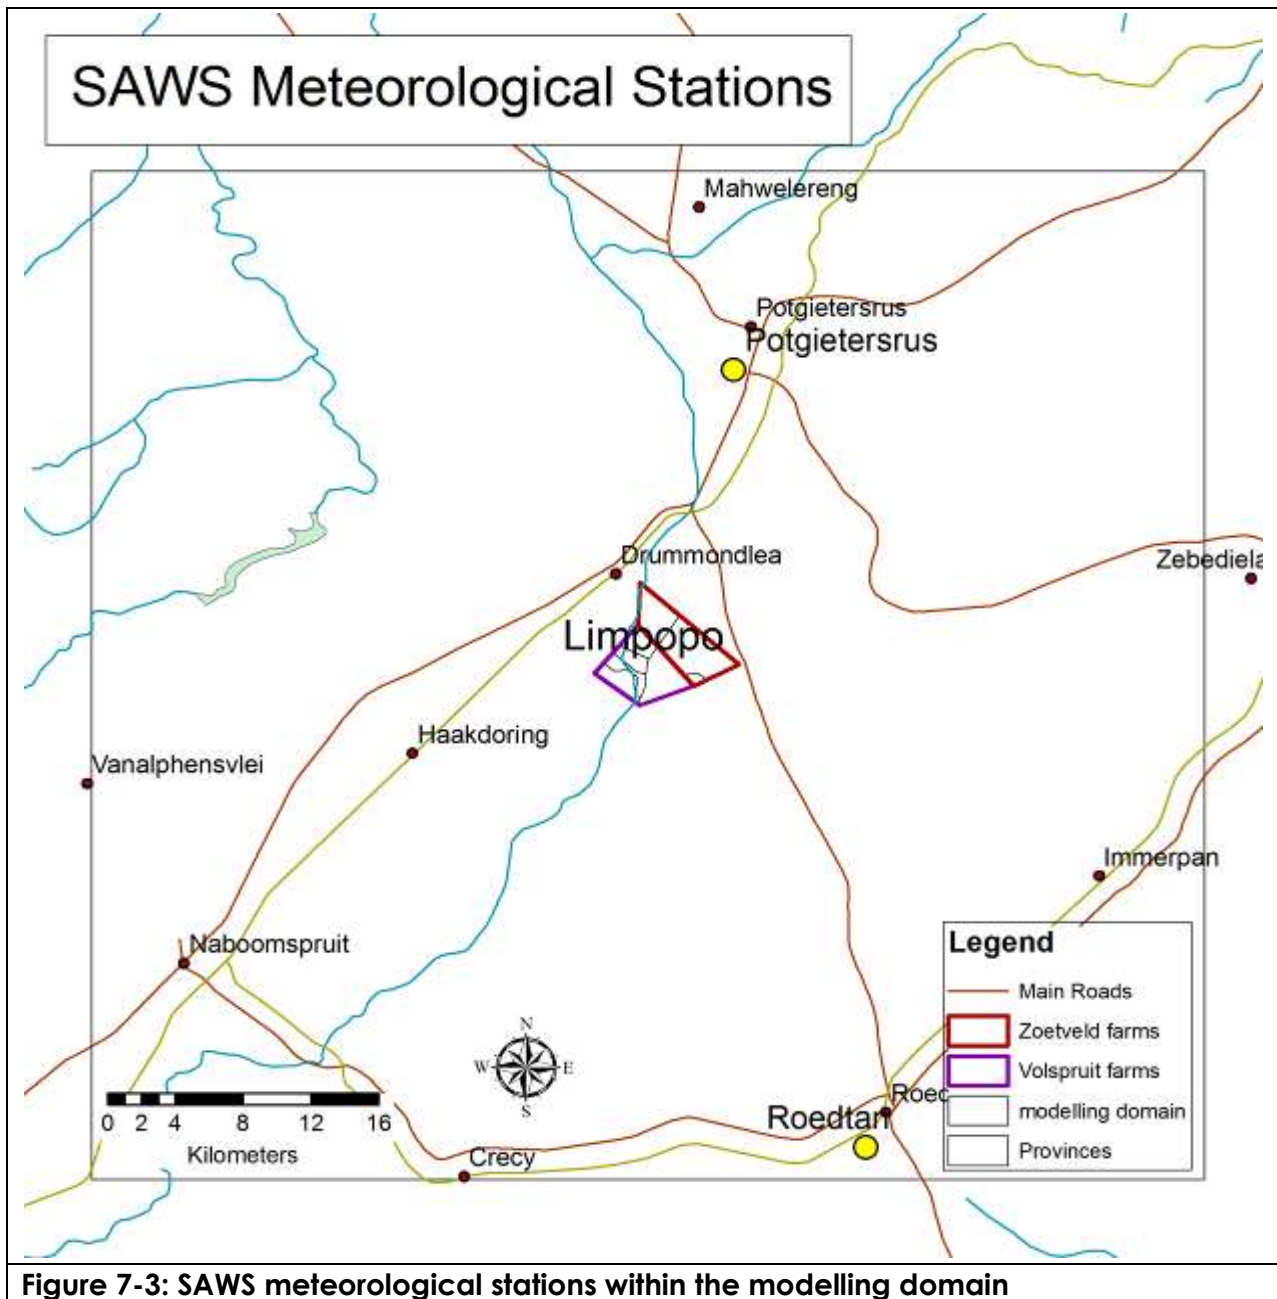 SAWS Meteorological Stations
Mahwelereng
Potgietersrus
Potgietersrus
Drummondlea
Zebediela
Limpopo
Haakdoring
Vanalphensvlei
Immerpan
Naboomspruit
Legend
Main Roads
Zoetveld farms
Volspruit farms
modelling domain
Provinces
N
W E
S
0 2 4 8 12 16
Kilometers
Roed
Roedtan
Crecy
Figure 7-3: SAWS meteorological stations within the modelling domain